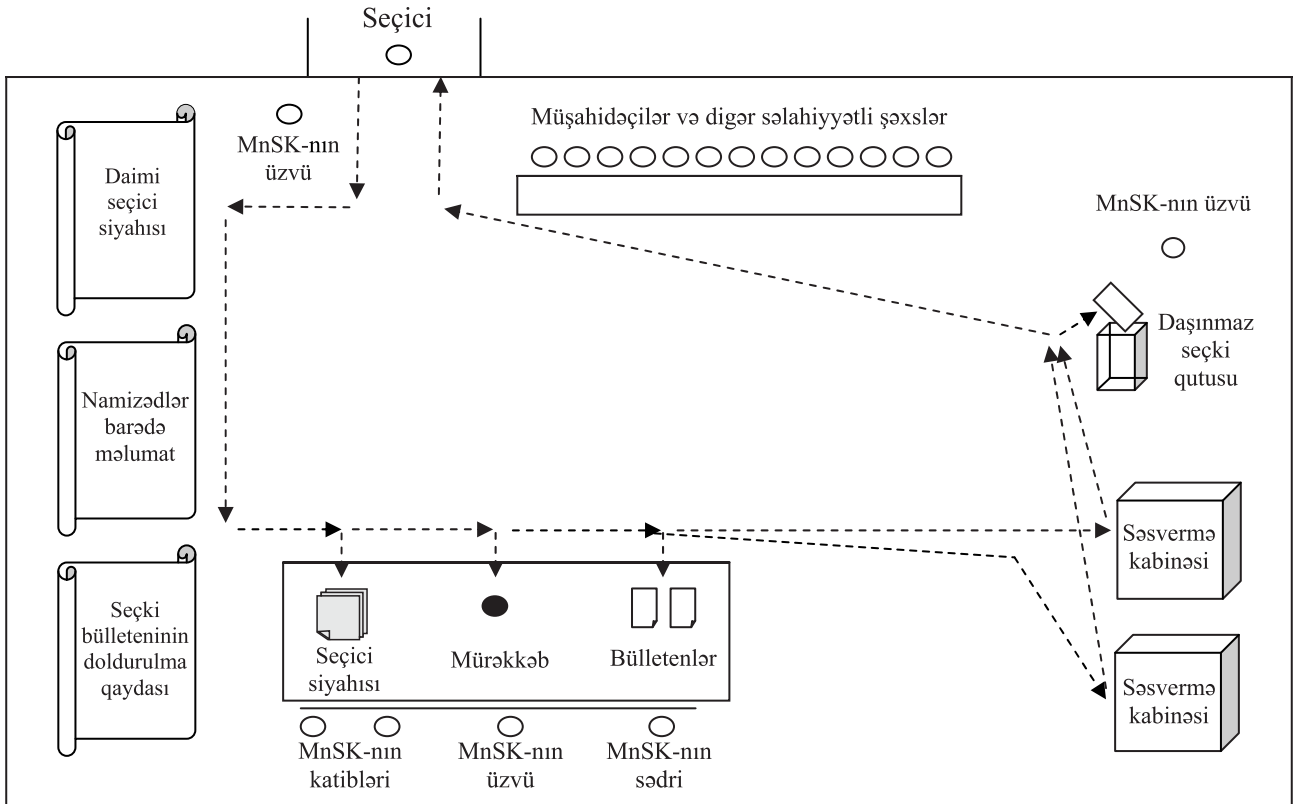 Seçici
MnSK-nın
üzvü
Müşahidəçilər və digər səlahiyyətli şəxslər
Daimi
seçici
siyahısı
MnSK-nın üzvü
Daşınmaz
seçki
qutusu
Namizədlər
barədə
məlumat
Səsvermə
kabinəsi
Seçki
bülleteninin
doldurulma
qaydası
Seçici
siyahısı
Mürəkkəb
Bülletenlər
Səsvermə
kabinəsi
MnSK-nın
katibləri
MnSK-nın
üzvü
MnSK-nın
sədri